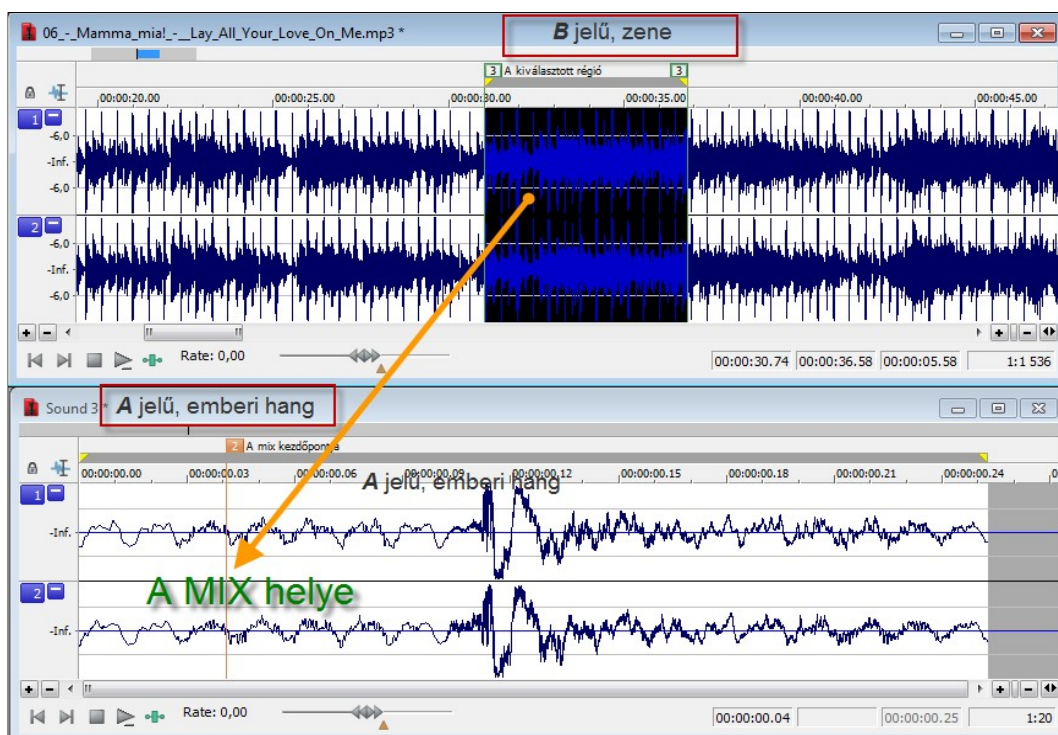 06_-_Mamma_mia!_-__Lay_All_Your_Love_On_Me.mp3 *
B jelű, zene
3 A kiválasztott régió 3
00:00:20.00 00:00:25.00 00:00:30.00 00:00:35.00 00:00:40.00 00:00:45.00
1
-6,0
-Inf.
-6,0
2
-6,0
-Inf.
-6,0
Rate: 0,00
00:00:30.74 00:00:36.58 00:00:05.58 1:1 536
Sound 3 *
A jelű, emberi hang
2 A mix kezdőpontja
00:00:00.00 00:00:00.03 00:00:00.06 00:00:00.09 00:00:00.12 00:00:00.15 00:00:00.18 00:00:00.21 00:00:00.24
A jelű, emberi hang
1
-Inf.
A MIX helye
2
-Inf.
Rate: 0,00
00:00:00.04 00:00:00.25 1:20